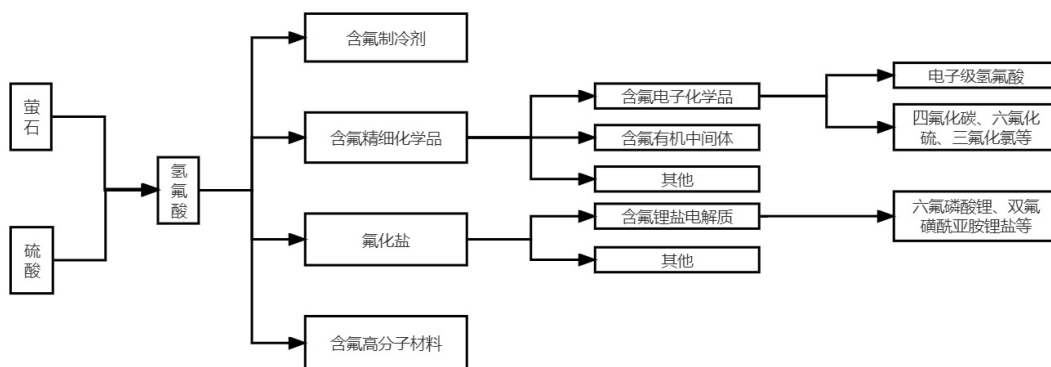 萤
石
硫
酸
氢
氟
酸
含氟制冷剂
含氟精细化学品
氟化盐
含氟高分子材料
含氟电子化学品
含氟有机中间体
其他
含氟锂盐电解质
其他
电子级氢氟酸
四氟化碳、六氟化
硫、三氟化氯等
六氟磷酸锂、双氟
磺酰亚胺锂盐等